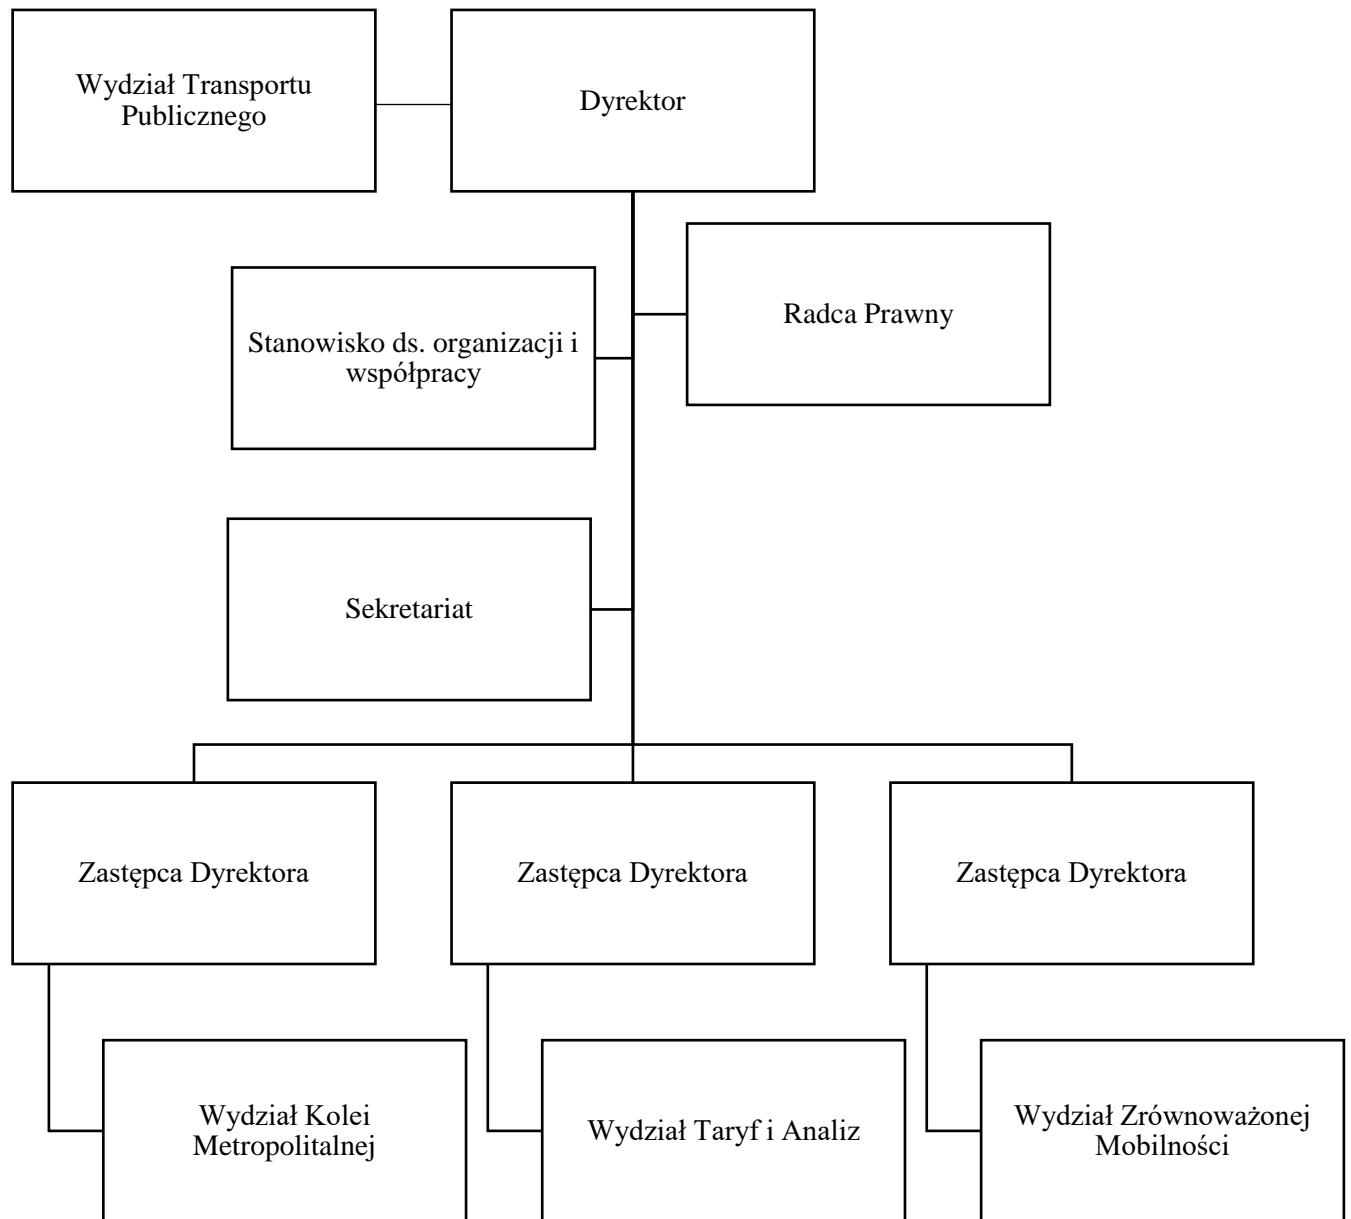 Wydział Transportu
Publicznego
Dyrektor
Radca Prawny
Stanowisko ds. organizacji i
współpracy
Sekretariat
Zastępca Dyrektora
Zastępca Dyrektora
Zastępca Dyrektora
Wydział Kolei
Metropolitalnej
Wydział Taryf i Analiz
Wydział Zrównoważonej
Mobilności